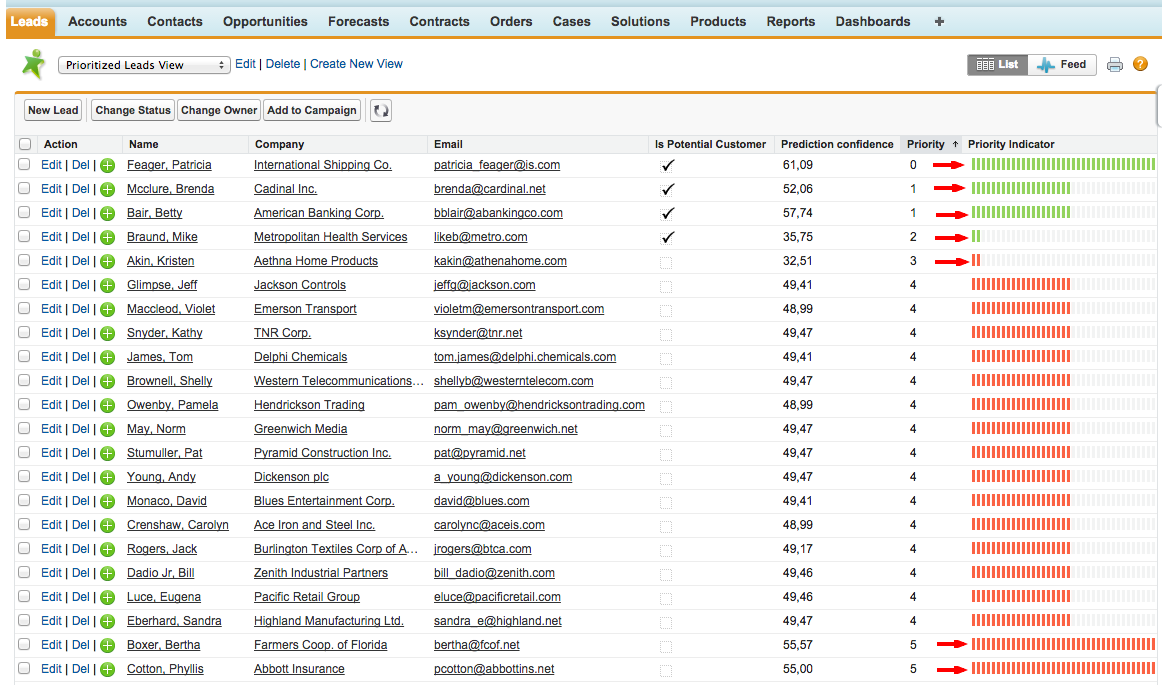 Leads Accounts Contacts Opportunities Forecasts Contracts Orders Cases Solutions Products Reports Dashboards +
Prioritized Leads View Edit | Delete | Create New View List Feed ?
New Lead Change Status Change Owner Add to Campaign
Action Name Company Email Is Potential Customer Prediction confidence Priority ↑ Priority Indicator
Edit | Del | Feager, Patricia International Shipping Co. patricia_feager@is.com 61,09 0
Edit | Del | Mcclure, Brenda Cadinal Inc. brenda@cardinal.net 52,06 1
Edit | Del | Bair, Betty American Banking Corp. bblair@abankingco.com 57,74 1
Edit | Del | Braund, Mike Metropolitan Health Services likeb@metro.com 35,75 2
Edit | Del | Akin, Kristen Aethna Home Products kakin@athenahome.com 32,51 3
Edit | Del | Glimpse, Jeff Jackson Controls jeffg@jackson.com 49,41 4
Edit | Del | Maccleod, Violet Emerson Transport violetm@emersontransport.com 48,99 4
Edit | Del | Snyder, Kathy TNR Corp. ksynder@tnr.net 49,47 4
Edit | Del | James, Tom Delphi Chemicals tom.james@delphi.chemicals.com 49,41 4
Edit | Del | Brownell, Shelly Western Telecommunications... shellyb@westerntelecom.com 49,47 4
Edit | Del | Owenby, Pamela Hendrickson Trading pam_owenby@hendricksontrading.com 48,99 4
Edit | Del | May, Norm Greenwich Media norm_may@greenwich.net 49,47 4
Edit | Del | Stumuller, Pat Pyramid Construction Inc. pat@pyramid.net 49,47 4
Edit | Del | Young, Andy Dickenson plc a_young@dickenson.com 49,47 4
Edit | Del | Monaco, David Blues Entertainment Corp. david@blues.com 49,41 4
Edit | Del | Crenshaw, Carolyn Ace Iron and Steel Inc. carolync@aceis.com 48,99 4
Edit | Del | Rogers, Jack Burlington Textiles Corp of A... jrogers@btca.com 49,17 4
Edit | Del | Dadio Jr, Bill Zenith Industrial Partners bill_dadio@zenith.com 49,46 4
Edit | Del | Luce, Eugena Pacific Retail Group eluce@pacificretail.com 49,46 4
Edit | Del | Eberhard, Sandra Highland Manufacturing Ltd. sandra_e@highland.net 49,47 4
Edit | Del | Boxer, Bertha Farmers Coop. of Florida bertha@fcof.net 55,57 5
Edit | Del | Cotton, Phyllis Abbott Insurance pcotton@abbottins.net 55,00 5